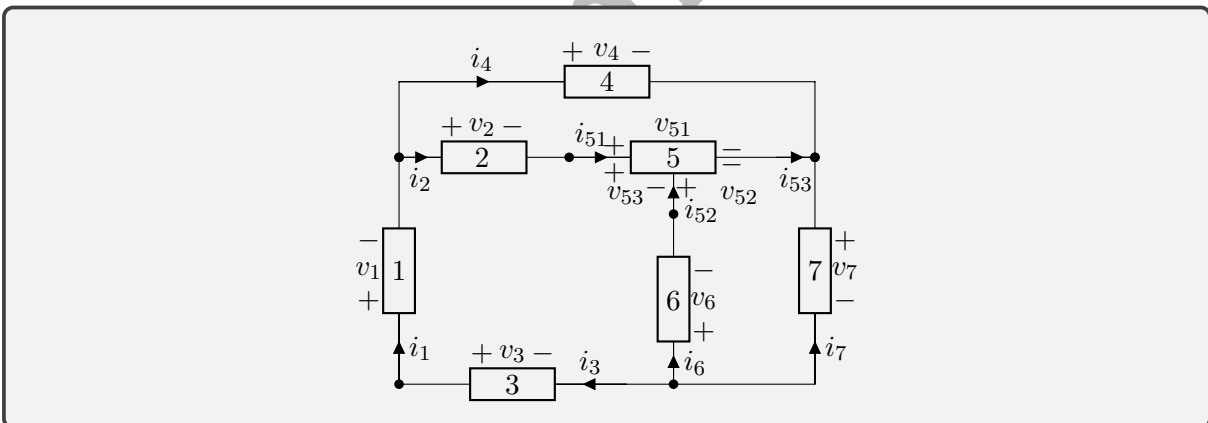 i4 + v4 −
4
i51 v51
+ v2 − + −
2 5
i2 + − + − i53
v53 v52
i52
− − +
v1 1 6 v6 7 v7
+ + −
i1 + v3 − i3 i6 i7
3